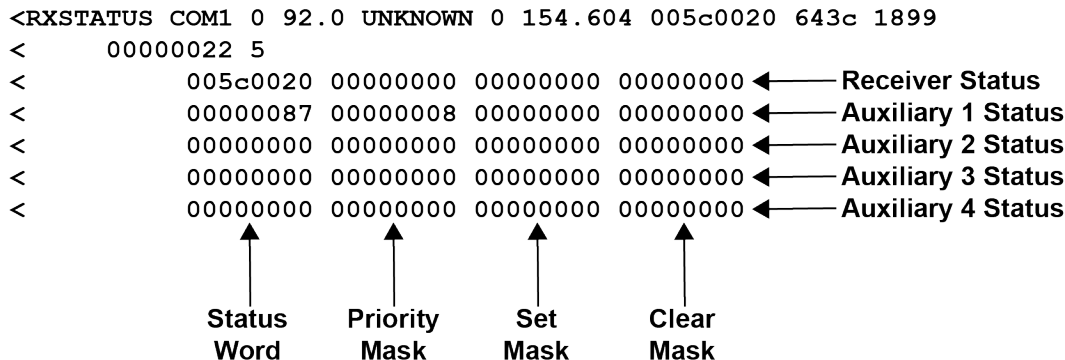 <RXSTATUS COM1 0 92.0 UNKNOWN 0 154.604 005c0020 643c 1899
< 00000022 5
< 005c0020 00000000 00000000 00000000 Receiver Status
< 00000087 00000008 00000000 00000000 Auxiliary 1 Status
< 00000000 00000000 00000000 00000000 Auxiliary 2 Status
< 00000000 00000000 00000000 00000000 Auxiliary 3 Status
< 00000000 00000000 00000000 00000000 Auxiliary 4 Status
Status Priority Set Clear
Word Mask Mask Mask